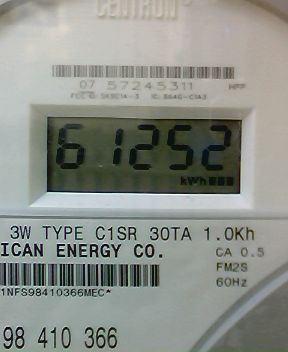 CENTRON
07 57245311
61252
kWh
3W TYPE C1SR 30TA 1.0Kh
ICAN ENERGY CO.
CA 0.5
FM2S
60Hz
1NFS98410366MEC*
98 410 366